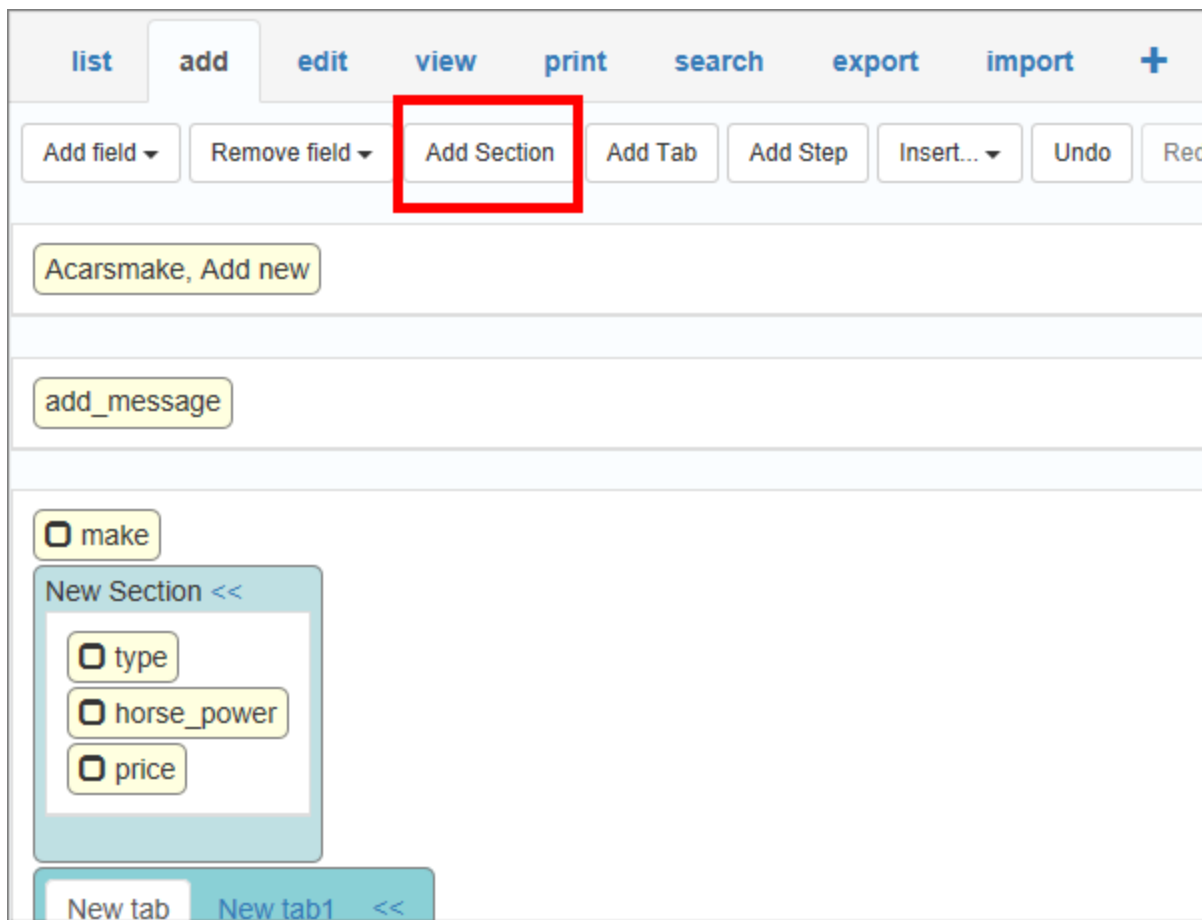 list add edit view print search export import +
Add field Remove field Add Section Add Tab Add Step Insert... Undo
Acarsmake, Add new
add_message
make
New Section <<
type
horse_power
price
New tab New tab1 <<